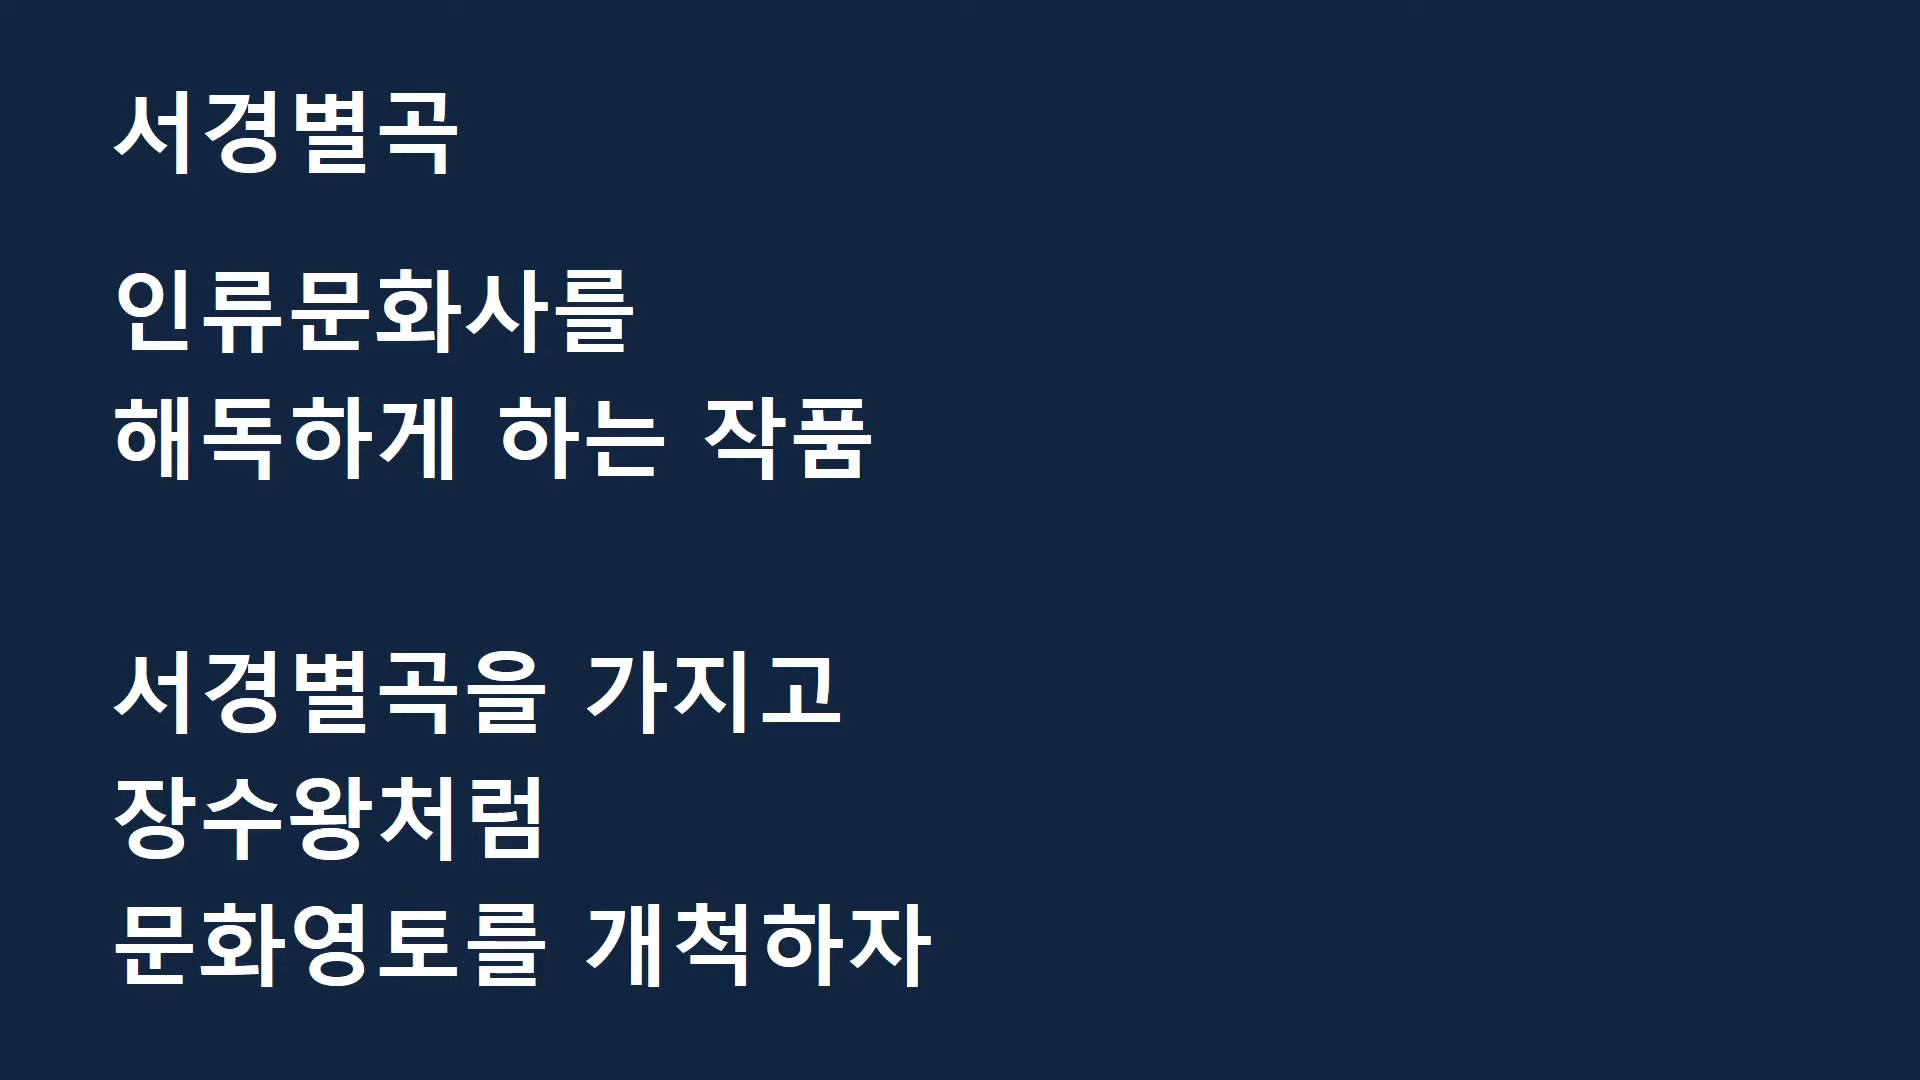 서경별곡
인류문화사를
해독하게 하는 작품
서경별곡을 가지고
장수왕처럼
문화영토를 개척하자